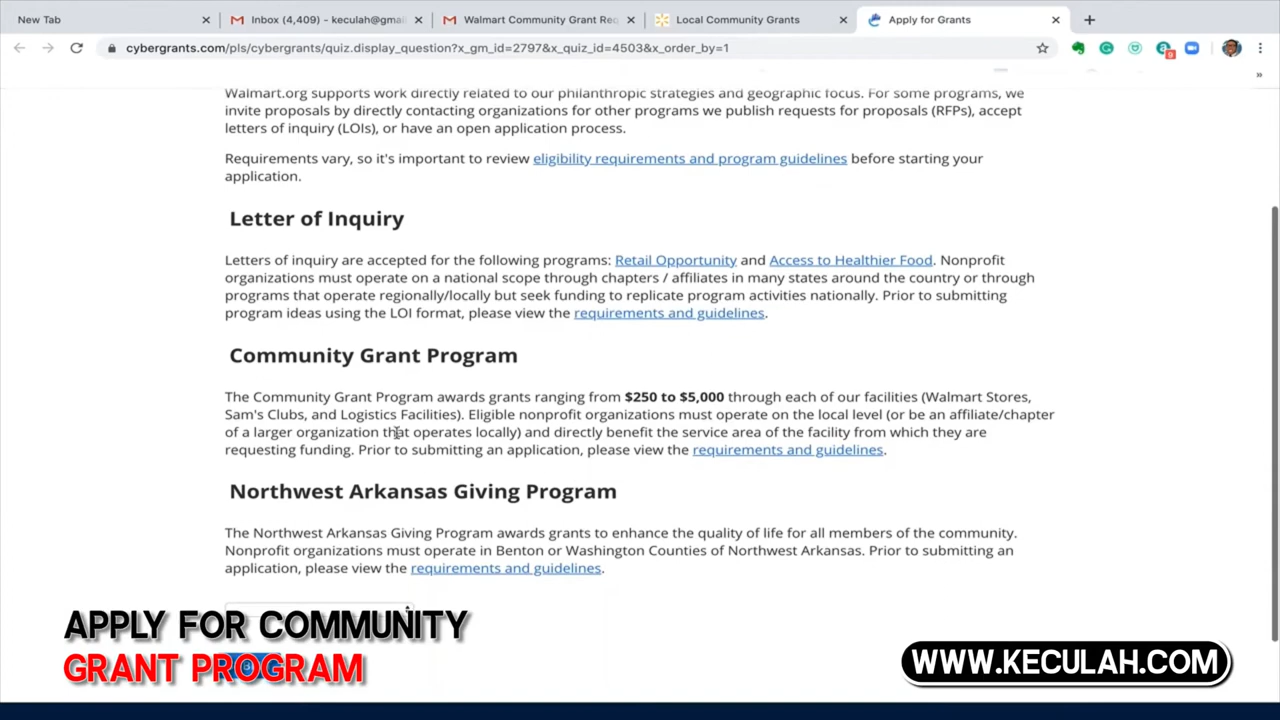 New Tab
Inbox (4,409) - keculah@gmai
Walmart Community Grant Req
Local Community Grants
Apply for Grants
cybergrants.com/pls/cybergrants/quiz.display_question?x_gm_id=2797&x_quiz_id=4503&x_order_by=1
9
Walmart.org supports work directly related to our philanthropic strategies and geographic focus. For some programs, we
invite proposals by directly contacting organizations for other programs we publish requests for proposals (RFPs), accept
letters of inquiry (LOIs), or have an open application process.
Requirements vary, so it's important to review eligibility requirements and program guidelines before starting your
application.
Letter of Inquiry
Letters of inquiry are accepted for the following programs: Retail Opportunity and Access to Healthier Food. Nonprofit
organizations must operate on a national scope through chapters / affiliates in many states around the country or through
programs that operate regionally/locally but seek funding to replicate program activities nationally. Prior to submitting
program ideas using the LOI format, please view the requirements and guidelines.
Community Grant Program
The Community Grant Program awards grants ranging from $250 to $5,000 through each of our facilities (Walmart Stores,
Sam's Clubs, and Logistics Facilities). Eligible nonprofit organizations must operate on the local level (or be an affiliate/chapter
of a larger organization that operates locally) and directly benefit the service area of the facility from which they are
requesting funding. Prior to submitting an application, please view the requirements and guidelines.
Northwest Arkansas Giving Program
The Northwest Arkansas Giving Program awards grants to enhance the quality of life for all members of the community.
Nonprofit organizations must operate in Benton or Washington Counties of Northwest Arkansas. Prior to submitting an
application, please view the requirements and guidelines.
APPLY FOR COMMUNITY
GRANT PROGRAM
WWW.KECULAH.COM